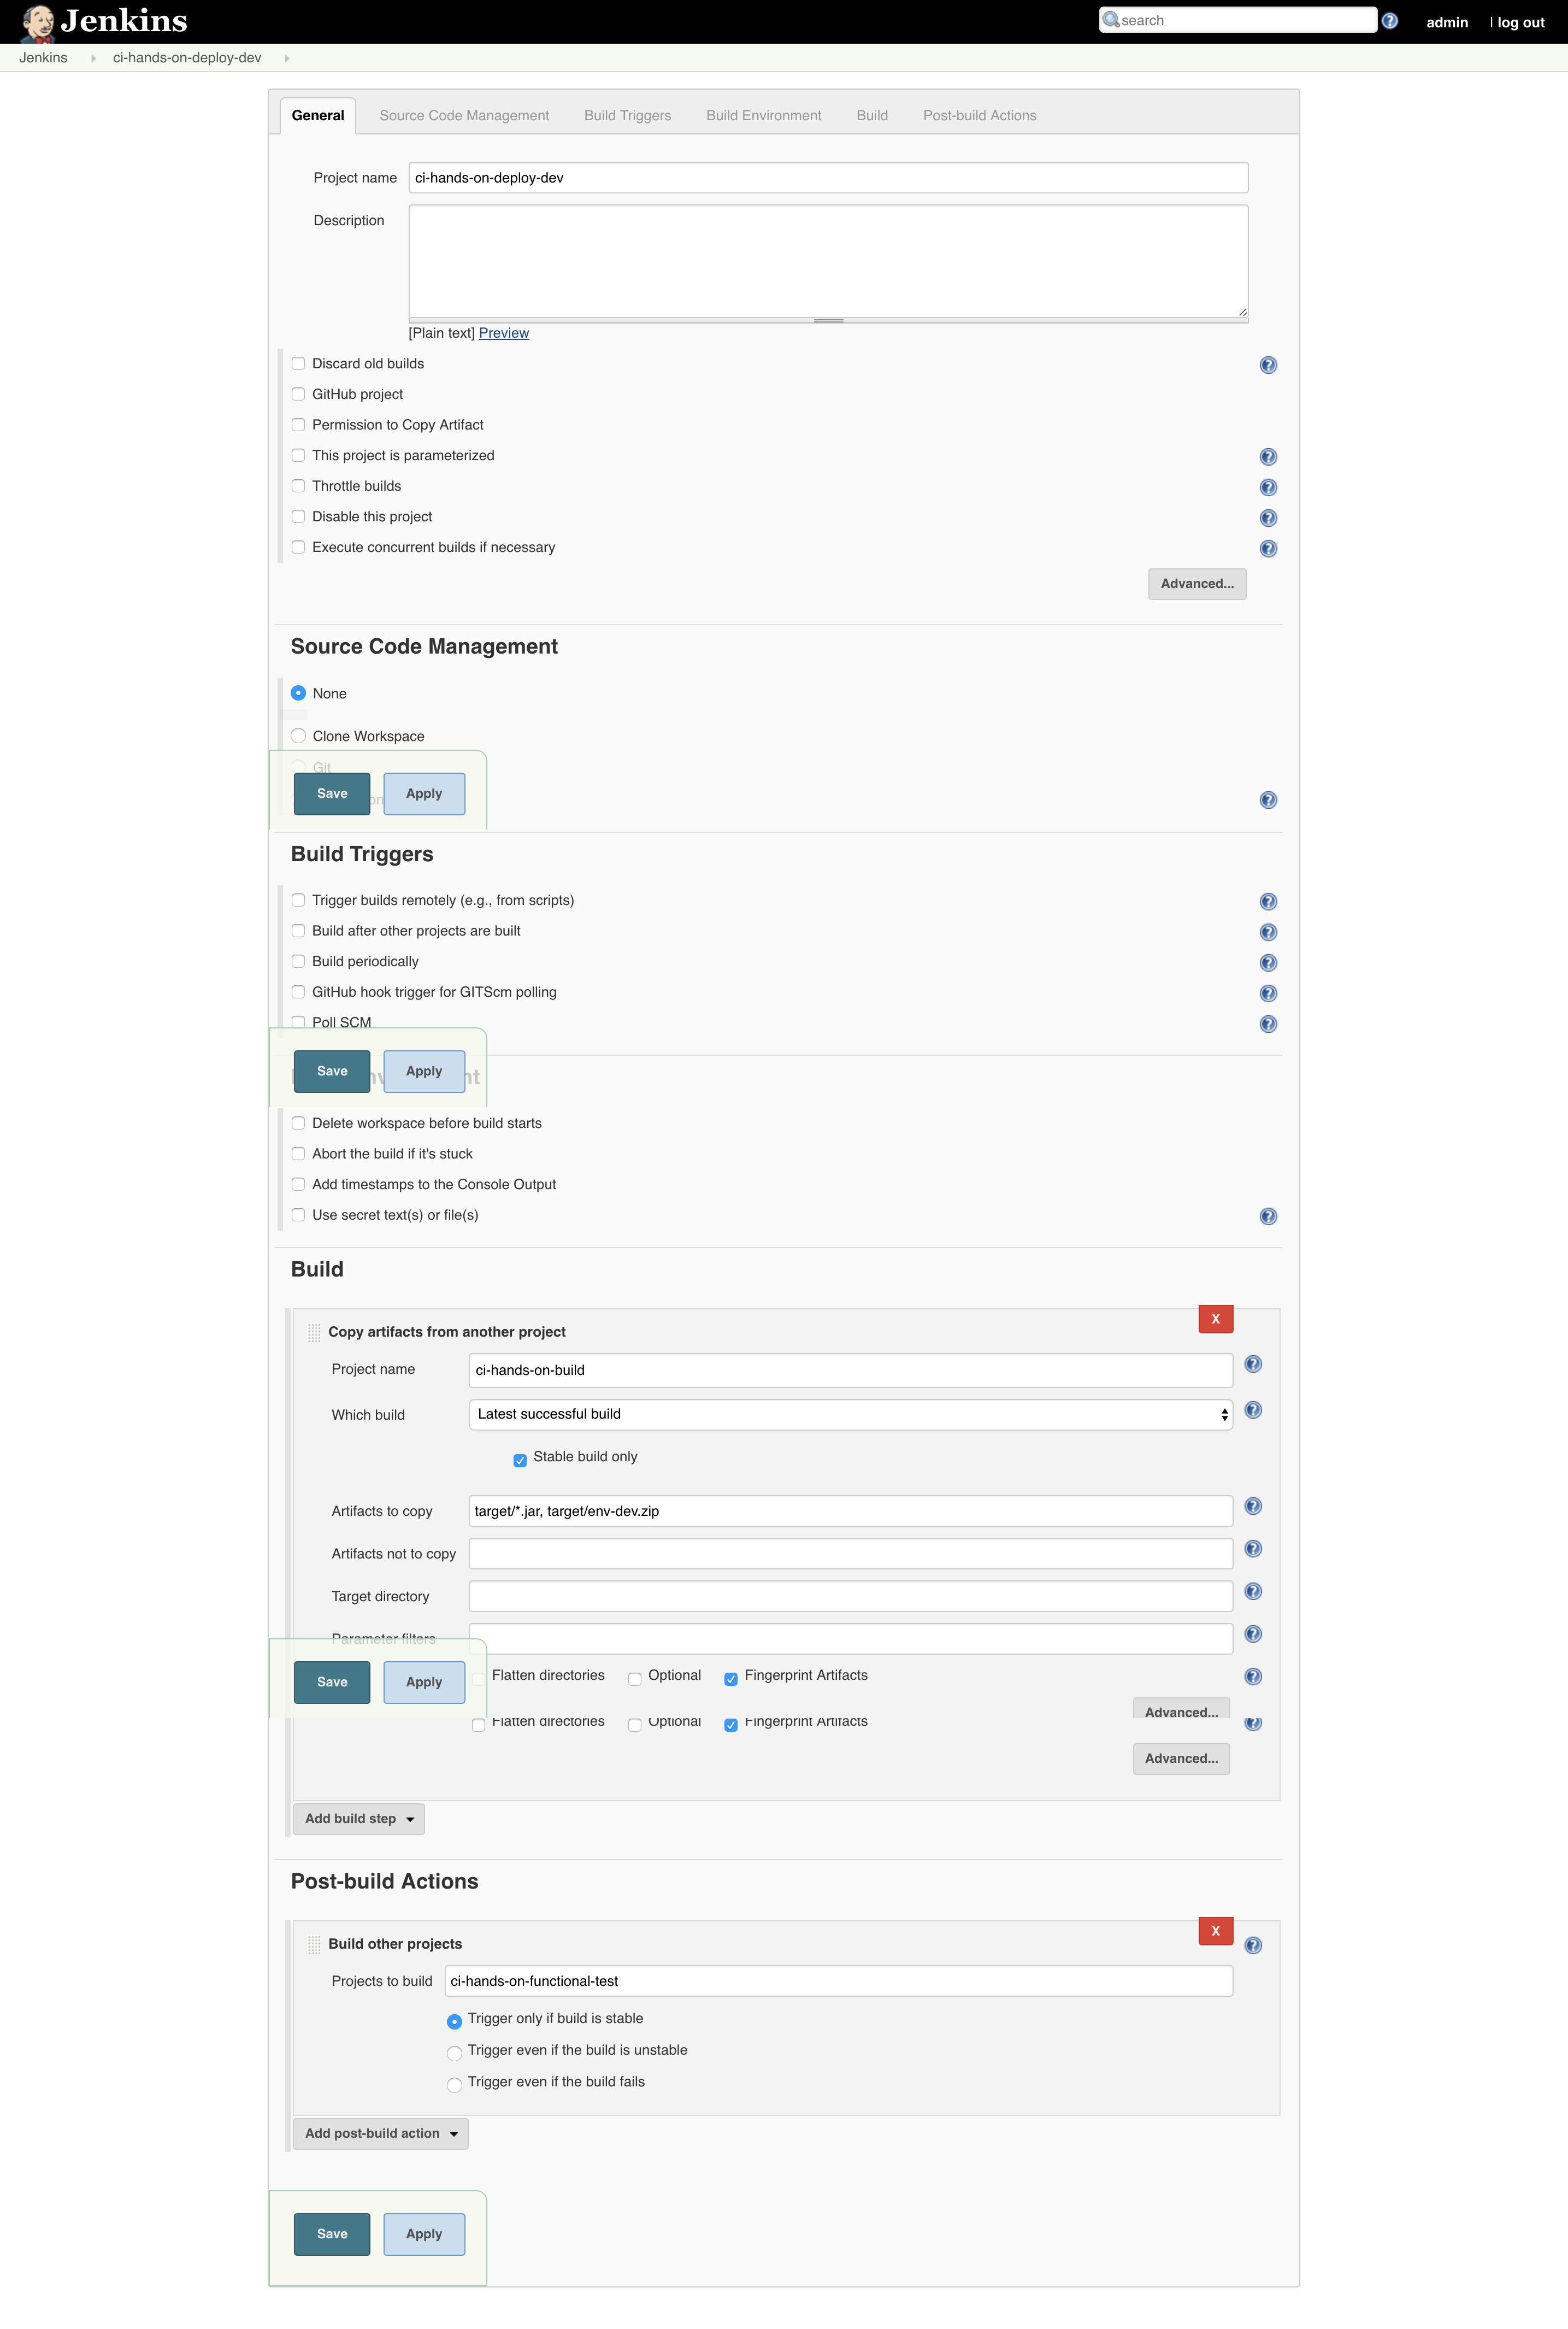 Jenkins
search
admin
| log out
Jenkins ci-hands-on-deploy-dev
General Source Code Management Build Triggers Build Environment Build Post-build Actions
Project name ci-hands-on-deploy-dev
Description
[Plain text] Preview
Discard old builds
GitHub project
Permission to Copy Artifact
This project is parameterized
Throttle builds
Disable this project
Execute concurrent builds if necessary
Advanced...
Source Code Management
None
Clone Workspace
Git
Save Apply
Build Triggers
Trigger builds remotely (e.g., from scripts)
Build after other projects are built
Build periodically
GitHub hook trigger for GITScm polling
Poll SCM
Save Apply
Delete workspace before build starts
Abort the build if it's stuck
Add timestamps to the Console Output
Use secret text(s) or file(s)
Build
X
Copy artifacts from another project
Project name ci-hands-on-build
Which build Latest successful build
Stable build only
Artifacts to copy target/*.jar, target/env-dev.zip
Artifacts not to copy
Target directory
Parameter filters
Flatten directories Optional Fingerprint Artifacts
Save Apply
Advanced...
Flatten directories Optional Fingerprint Artifacts
Advanced...
Add build step
Post-build Actions
X
Build other projects
Projects to build ci-hands-on-functional-test
Trigger only if build is stable
Trigger even if the build is unstable
Trigger even if the build fails
Add post-build action
Save Apply